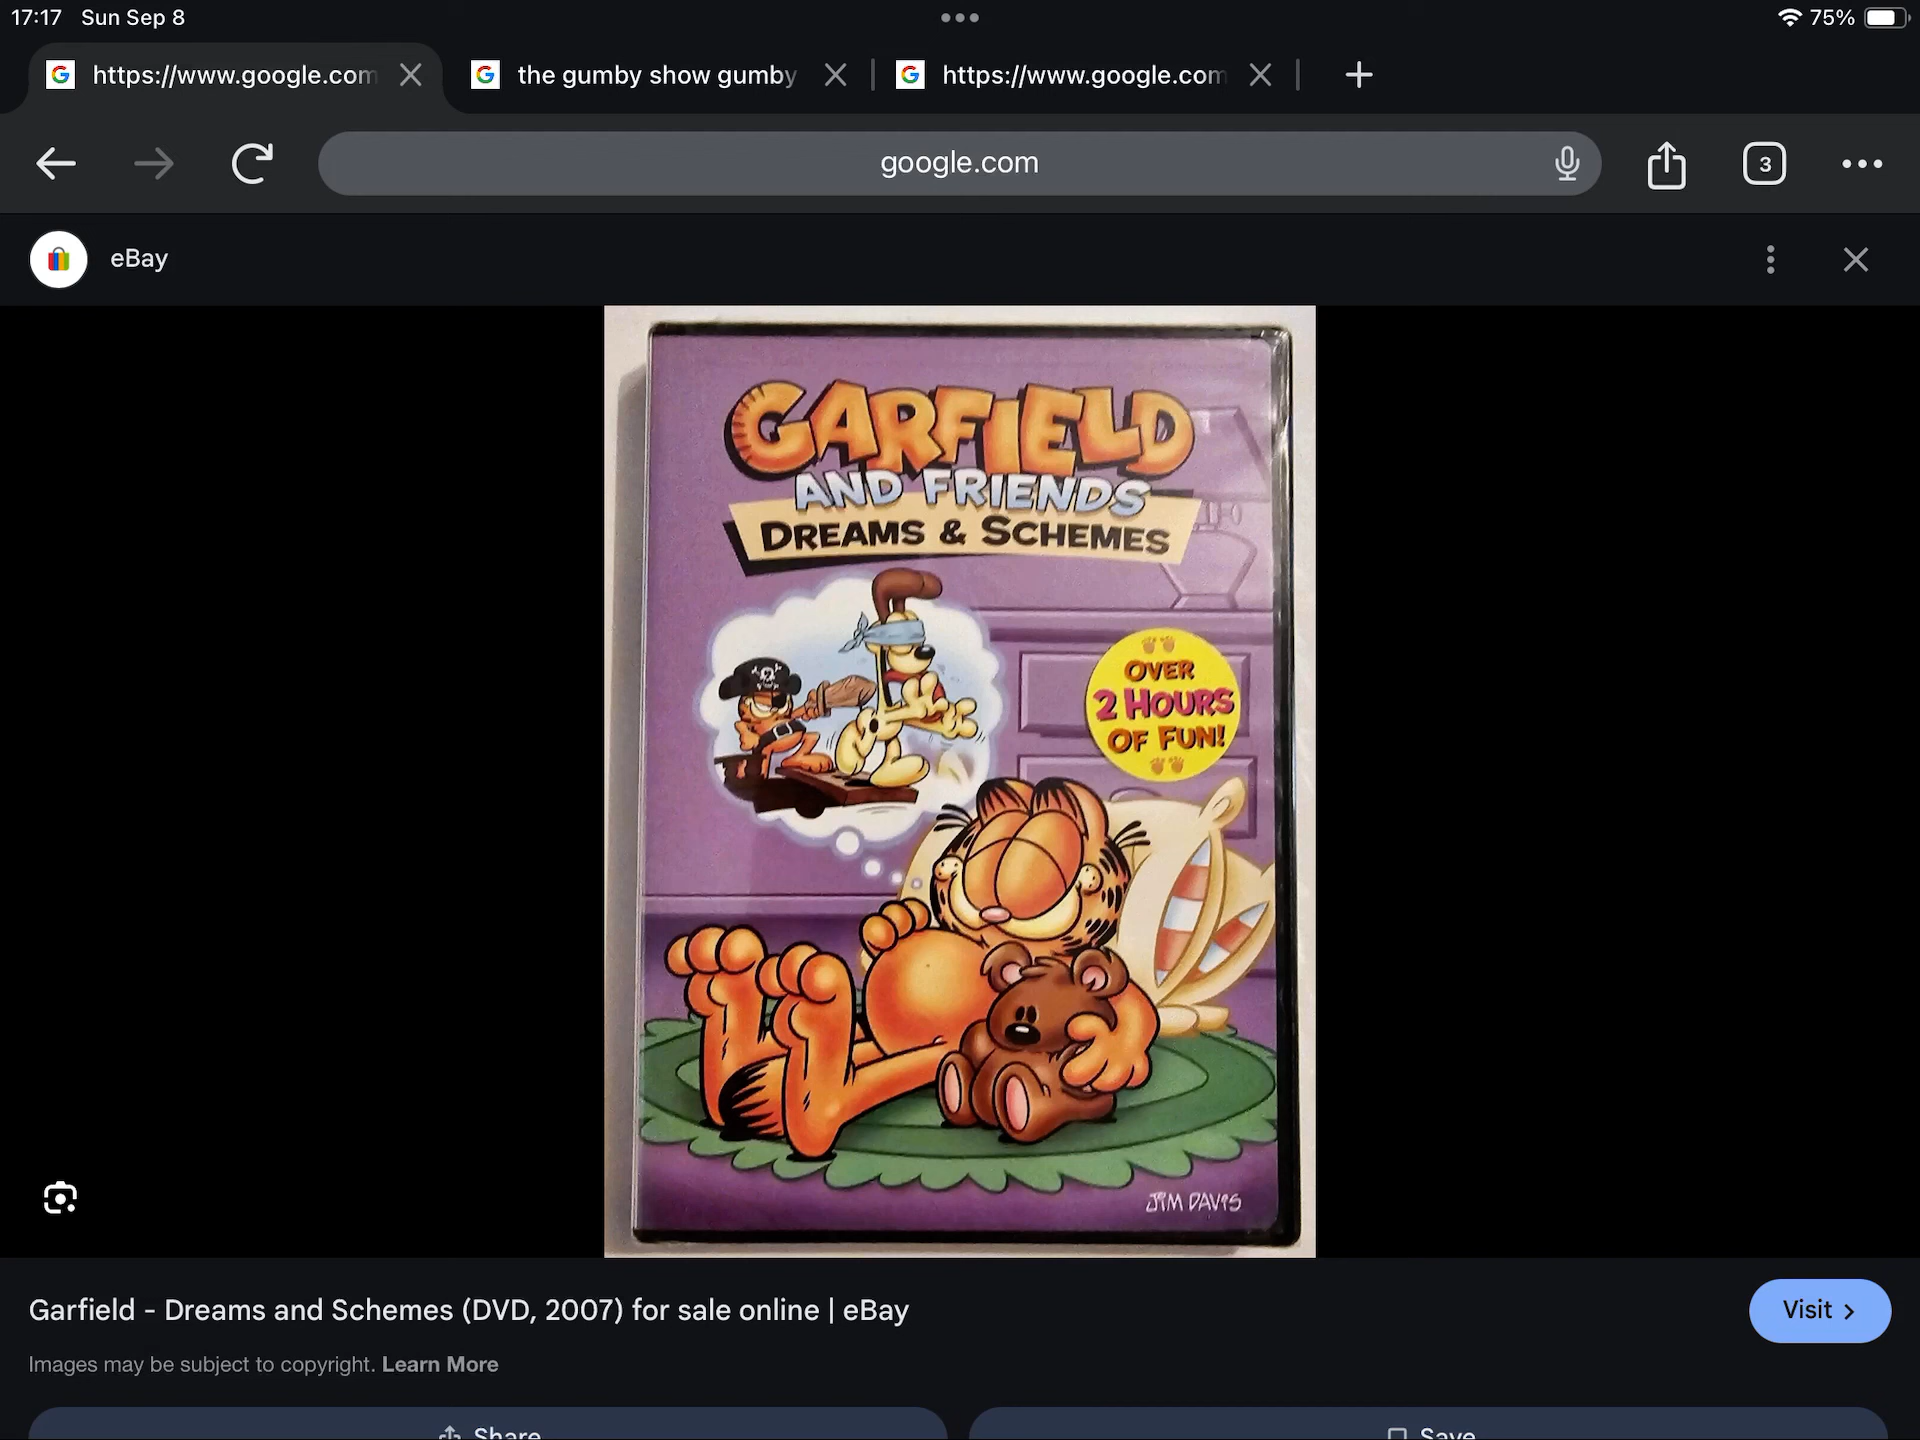 17:17 Sun Sep 8
75%
https://www.google.com
the gumby show gumby
https://www.google.com
google.com
3
eBay
GARFIELD
AND FRIENDS
DREAMS & SCHEMES
OVER
2 HOURS
OF FUN!
JIM DAVIS
Garfield - Dreams and Schemes (DVD, 2007) for sale online | eBay
Visit
Images may be subject to copyright. Learn More
Share
Save